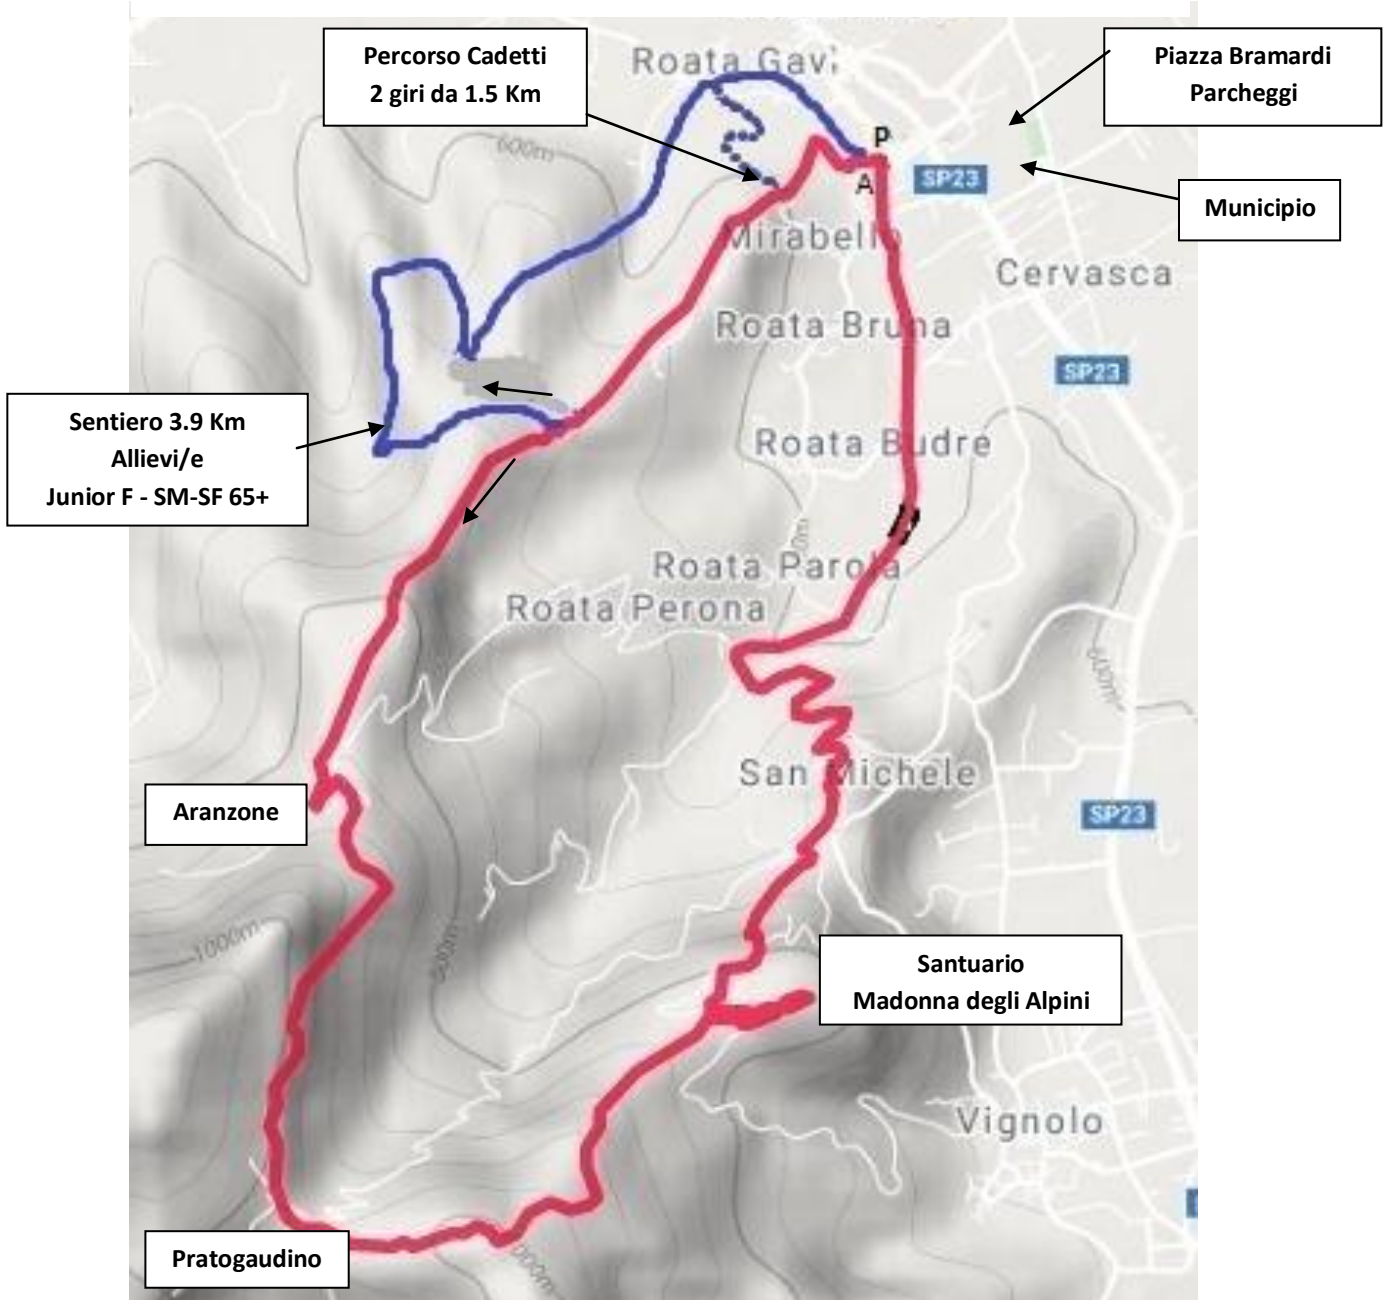 Percorso Cadetti
2 giri da 1.5 Km
Roata Gavi
Piazza Bramardi
Parcheggi
600m
P
A
SP23
Municipio
Mirabello
Cervasca
Roata Bruna
SP23
Sentiero 3.9 Km
Allievi/e
Junior F - SM-SF 65+
Roata Budre
Roata Parola
Roata Perona
600m
San Michele
Aranzone
SP23
1000m
Santuario
Madonna degli Alpini
Vignolo
Pratogaudino